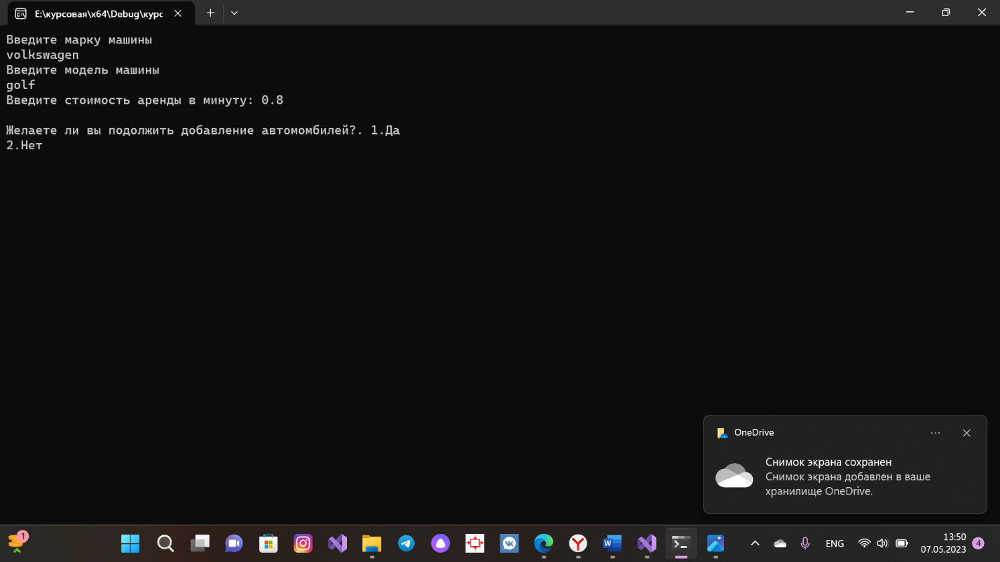 E:\курсовая\x64\Debug\курс
Введите марку машины
volkswagen
Введите модель машины
golf
Введите стоимость аренды в минуту: 0.8
Желаете ли вы подолжить добавление автомомбилей?. 1.Да
2.Нет
OneDrive
Снимок экрана сохранен
Снимок экрана добавлен в ваше
хранилище OneDrive.
1
ENG
13:50
07.05.2023
4